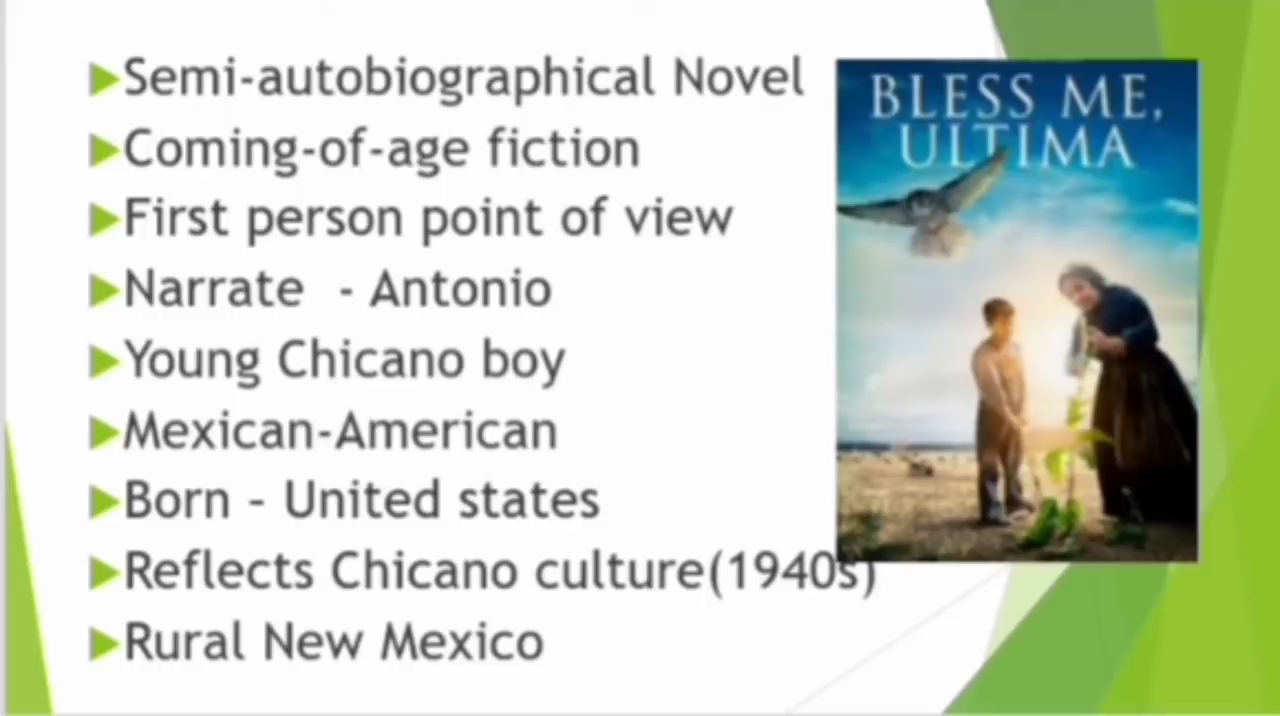 Semi-autobiographical Novel
Coming-of-age fiction
First person point of view
Narrate - Antonio
Young Chicano boy
Mexican-American
Born – United states
Reflects Chicano culture(1940s)
Rural New Mexico
BLESS ME,
ULTIMA